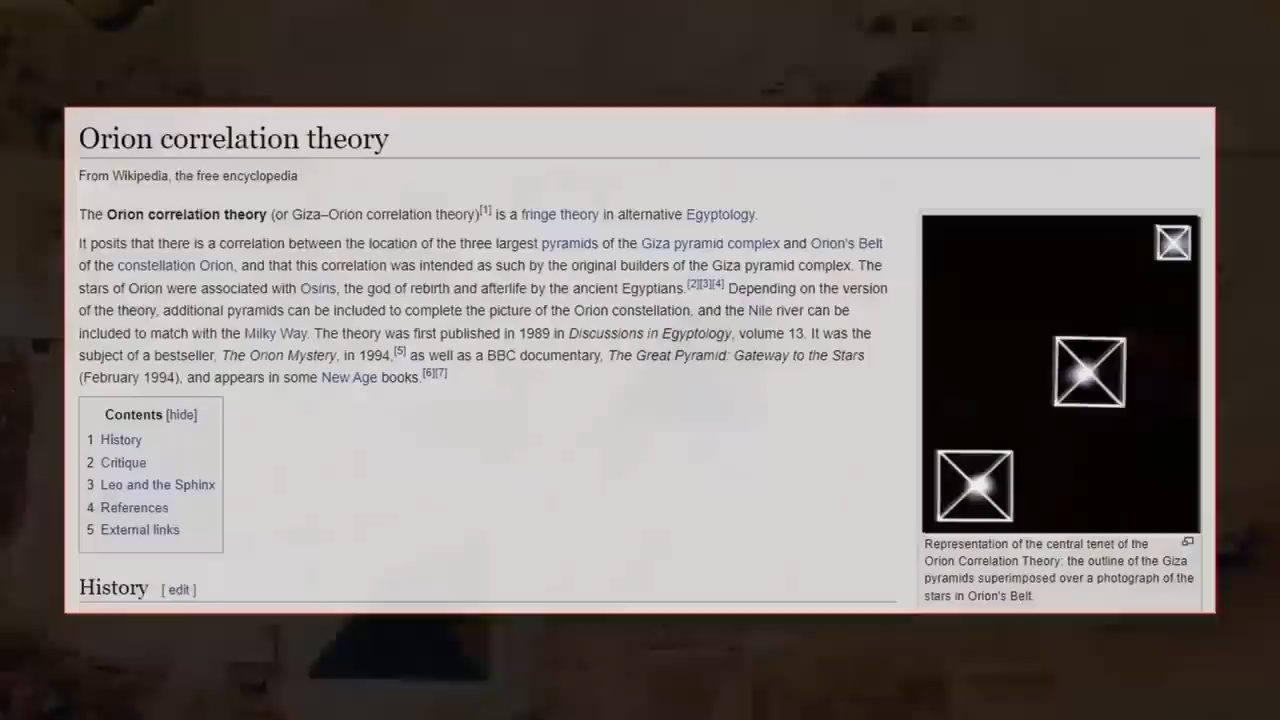 Orion correlation theory
From Wikipedia, the free encyclopedia
The Orion correlation theory (or Giza–Orion correlation theory)[1] is a fringe theory in alternative Egyptology.
It posits that there is a correlation between the location of the three largest pyramids of the Giza pyramid complex and Orion's Belt
of the constellation Orion, and that this correlation was intended as such by the original builders of the Giza pyramid complex. The
stars of Orion were associated with Osiris, the god of rebirth and afterlife by the ancient Egyptians.[2][3][4] Depending on the version
of the theory, additional pyramids can be included to complete the picture of the Orion constellation, and the Nile river can be
included to match with the Milky Way. The theory was first published in 1989 in Discussions in Egyptology, volume 13. It was the
subject of a bestseller, The Orion Mystery, in 1994,[5] as well as a BBC documentary, The Great Pyramid: Gateway to the Stars
(February 1994), and appears in some New Age books.[6][7]
Contents [hide]
1 History
2 Critique
3 Leo and the Sphinx
4 References
5 External links
History [ edit ]
Representation of the central tenet of the
Orion Correlation Theory: the outline of the Giza
pyramids superimposed over a photograph of the
stars in Orion's Belt.